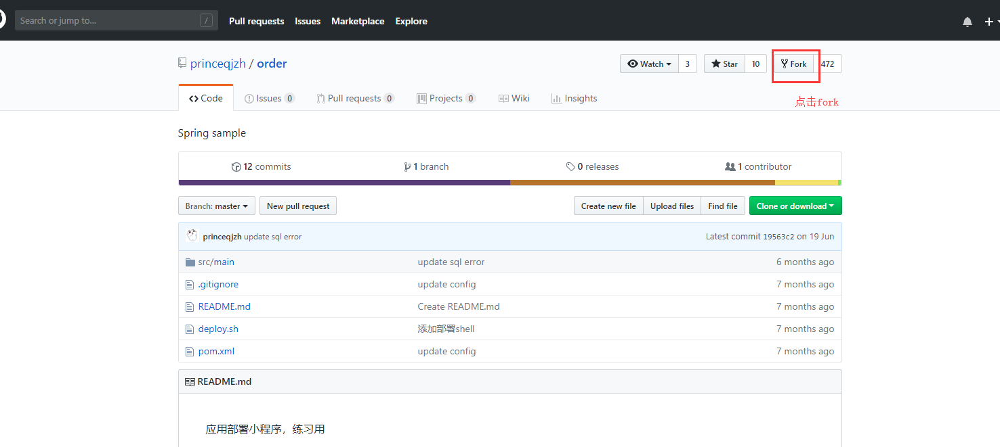 Search or jump to... / Pull requests Issues Marketplace Explore
princeqjzh / order Watch 3 Star 10 Fork 472
Code Issues 0 Pull requests 0 Projects 0 Wiki Insights
点击fork
Spring sample
12 commits 1 branch 0 releases 1 contributor
Branch: master New pull request Create new file Upload files Find file Clone or download
princeqjzh update sql error Latest commit 19563c2 on 19 Jun
src/main update sql error 6 months ago
.gitignore update config 7 months ago
README.md Create README.md 7 months ago
deploy.sh 添加部署shell 7 months ago
pom.xml update config 7 months ago
README.md
应用部署小程序，练习用